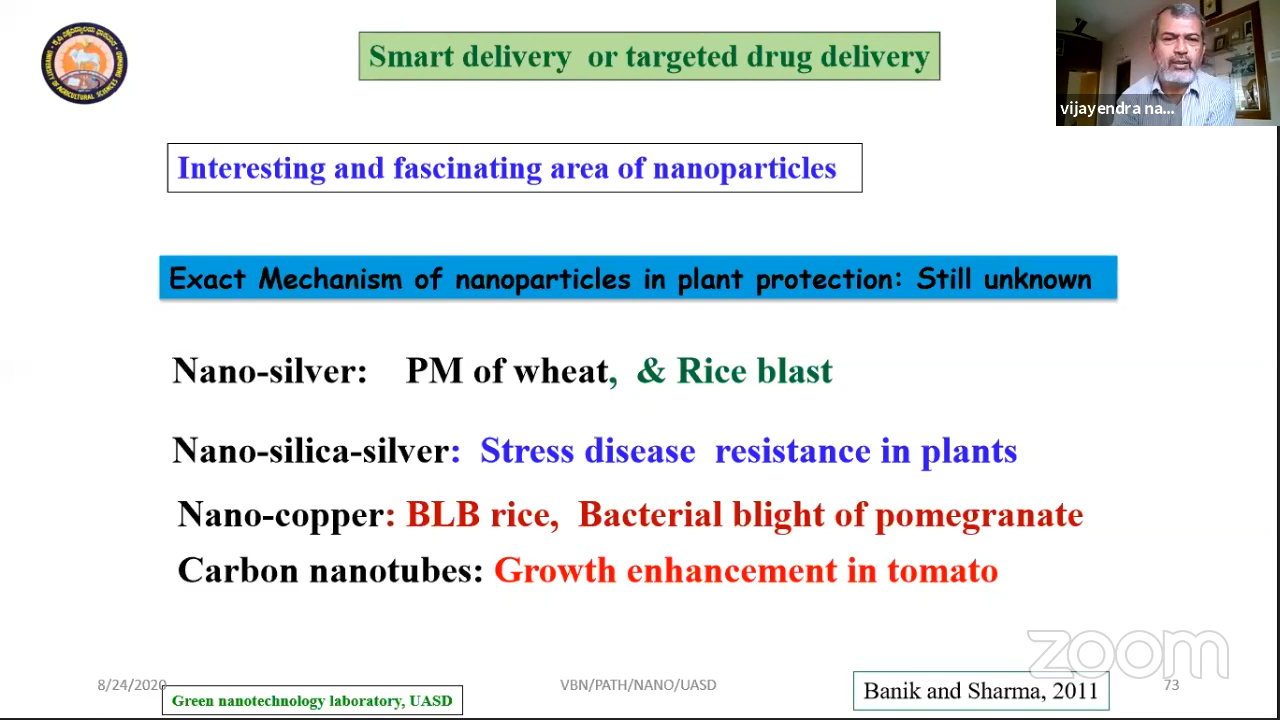 Smart delivery or targeted drug delivery
vijayendra na...
Interesting and fascinating area of nanoparticles
Exact Mechanism of nanoparticles in plant protection: Still unknown
Nano-silver: PM of wheat, & Rice blast
Nano-silica-silver: Stress disease resistance in plants
Nano-copper: BLB rice, Bacterial blight of pomegranate
Carbon nanotubes: Growth enhancement in tomato
zoom
8/24/2020
VBN/PATH/NANO/UASD
73
Green nanotechnology laboratory, UASD
Banik and Sharma, 2011